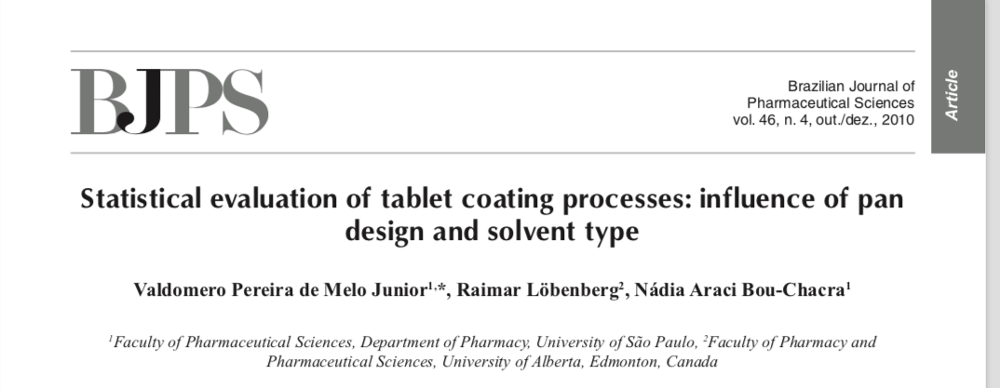 BJPS
Brazilian Journal of
Pharmaceutical Sciences
vol. 46, n. 4, out./dez., 2010
Article
Statistical evaluation of tablet coating processes: influence of pan
design and solvent type
Valdomero Pereira de Melo Junior¹,*, Raimar Löbenberg², Nádia Araci Bou-Chacra¹
¹Faculty of Pharmaceutical Sciences, Department of Pharmacy, University of São Paulo, ²Faculty of Pharmacy and
Pharmaceutical Sciences, University of Alberta, Edmonton, Canada